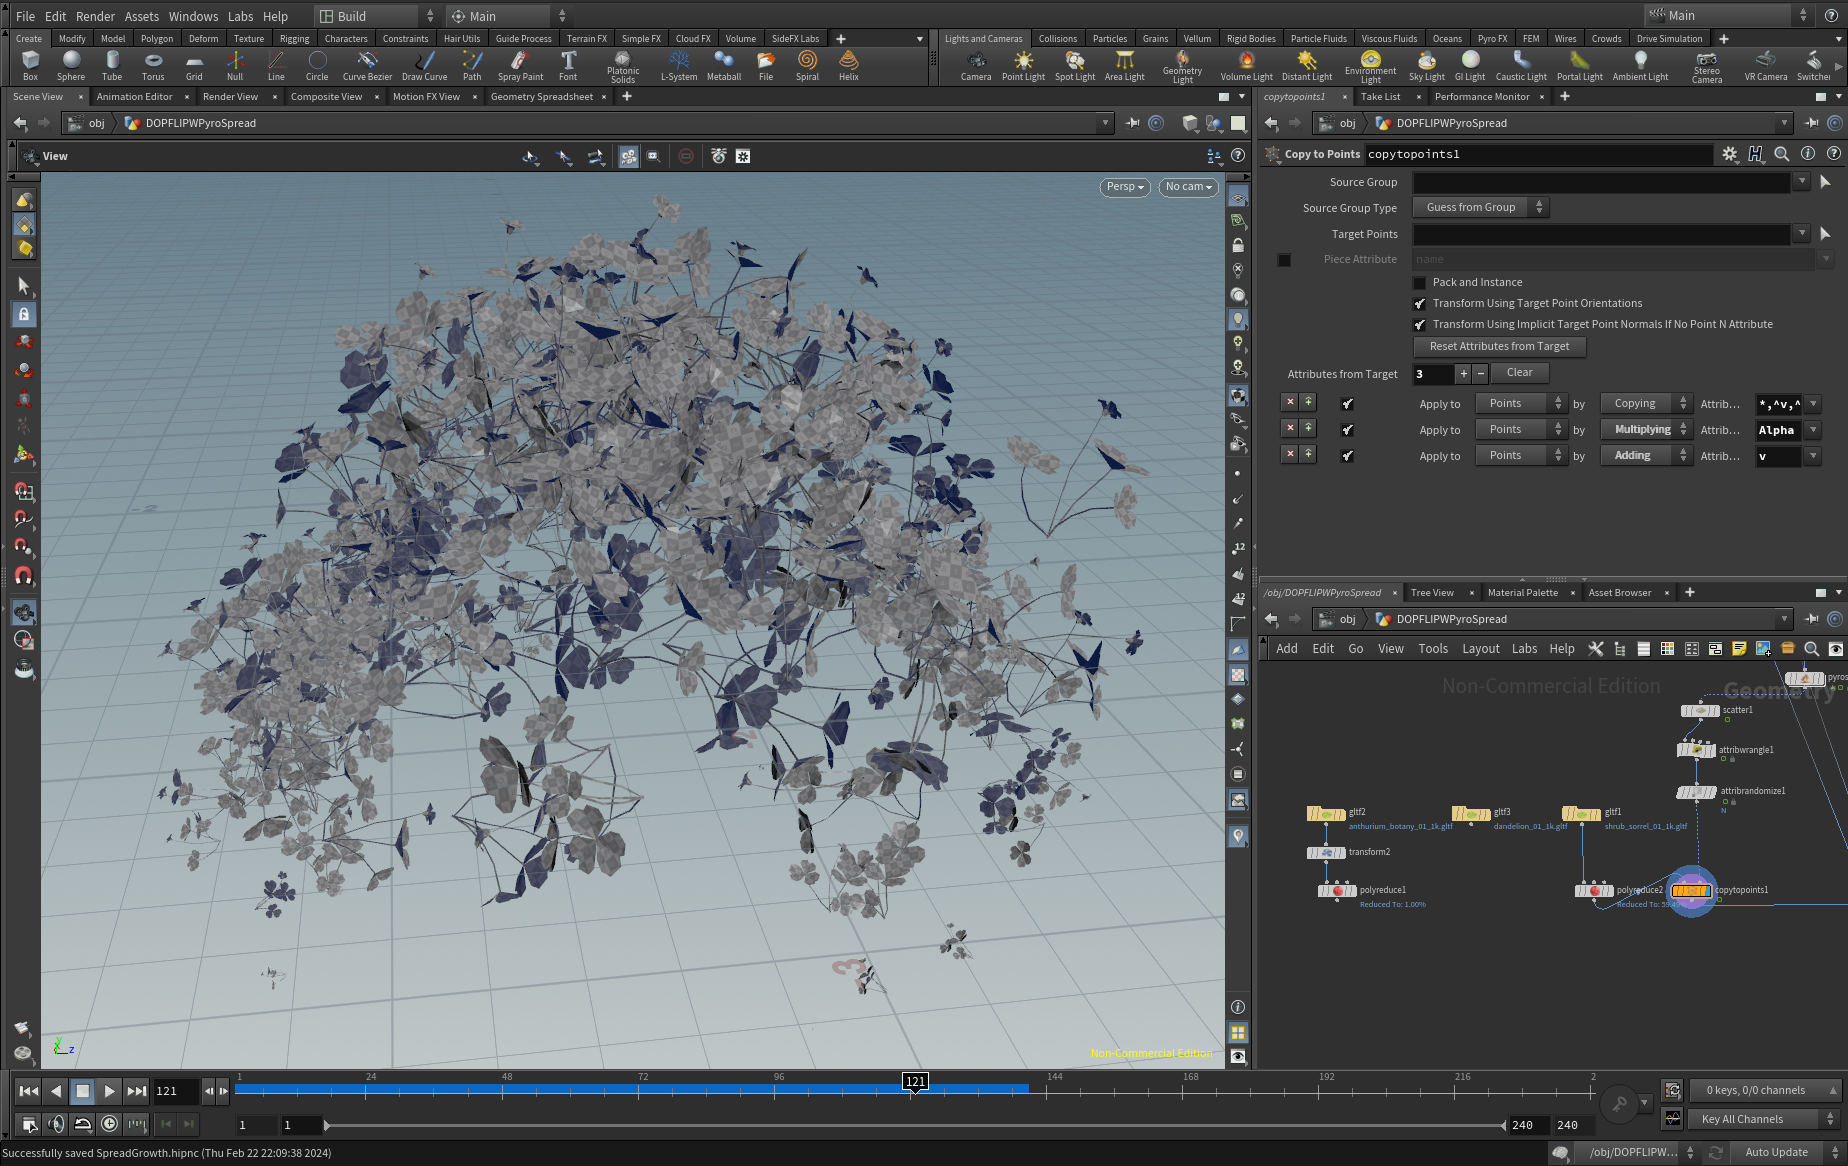 File Edit Render Assets Windows Labs Help Build Main Main
Create Modify Model Polygon Deform Texture Rigging Characters Constraints Hair Utils Guide Process Terrain FX Simple FX Cloud FX Volume SideFX Labs
Lights and Cameras Collisions Particles Grains Vellum Rigid Bodies Particle Fluids Viscous Fluids Oceans Pyro FX FEM Wires Crowds Drive Simulation
Box Sphere Tube Torus Grid Null Line Circle Curve Bezier Draw Curve Path Spray Paint Font Platonic Solids L-System Metaball File Spiral Helix
Camera Point Light Spot Light Area Light Geometry Light Volume Light Distant Light Environment Light Sky Light GI Light Caustic Light Portal Light Ambient Light Stereo Camera VR Camera Switcher
Scene View Animation Editor Render View Composite View Motion FX View Geometry Spreadsheet
obj DOPFLIPWPyroSpread
View
Persp No cam
-2
3
z
Non-Commercial Edition
copytopoints1 Take List Performance Monitor
obj DOPFLIPWPyroSpread
Copy to Points copytopoints1
Source Group
Source Group Type Guess from Group
Target Points
Piece Attribute name
Pack and Instance
Transform Using Target Point Orientations
Transform Using Implicit Target Point Normals If No Point N Attribute
Reset Attributes from Target
Attributes from Target 3 + − Clear
Apply to Points by Copying Attrib... *,^v,^
Apply to Points by Multiplying Attrib... Alpha
Apply to Points by Adding Attrib... v
/obj/DOPFLIPWPyroSpread Tree View Material Palette Asset Browser
obj DOPFLIPWPyroSpread
Add Edit Go View Tools Layout Labs Help
Non-Commercial Edition Geometry
pyros
scatter1
attribwrangle1
attribrandomize1
N
gltf2 gltf3 gltf1
anthurium_botany_01_1k.gltf dandelion_01_1k.gltf shrub_sorrel_01_1k.gltf
transform2
polyreduce1 polyreduce2 copytopoints1
Reduced To: 1.00% Reduced To: 59.
121
1 24 48 72 96 121 144 168 192 216 2
0 keys, 0/0 channels
1 1 240 240
Key All Channels
Successfully saved SpreadGrowth.hipnc (Thu Feb 22 22:09:38 2024)
/obj/DOPFLIPW... Auto Update